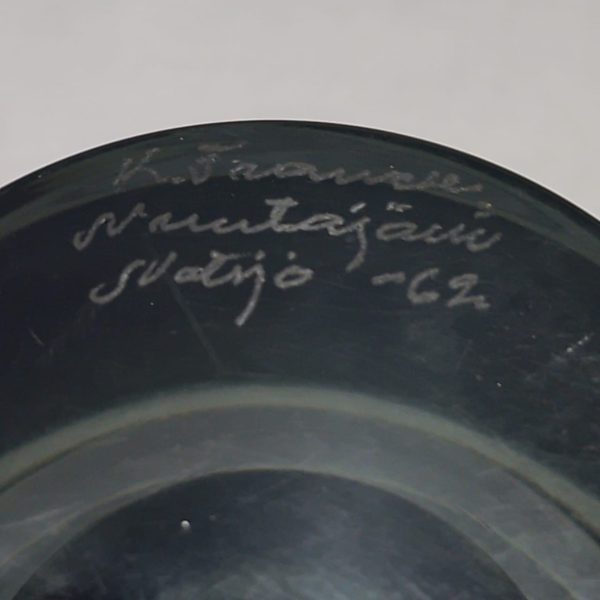 K. Franck
Nuutajärvi
Notsjö -62